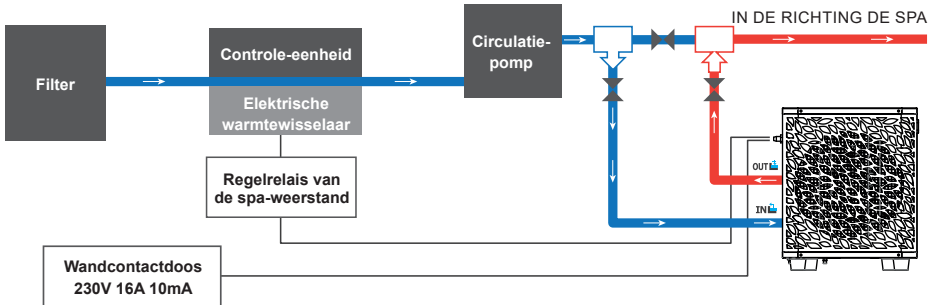 IN DE RICHTING DE SPA
Filter
Controle-eenheid
Elektrische
warmtewisselaar
Circulatie-
pomp
Regelrelais van
de spa-weerstand
OUT
IN
Wandcontactdoos
230V 16A 10mA